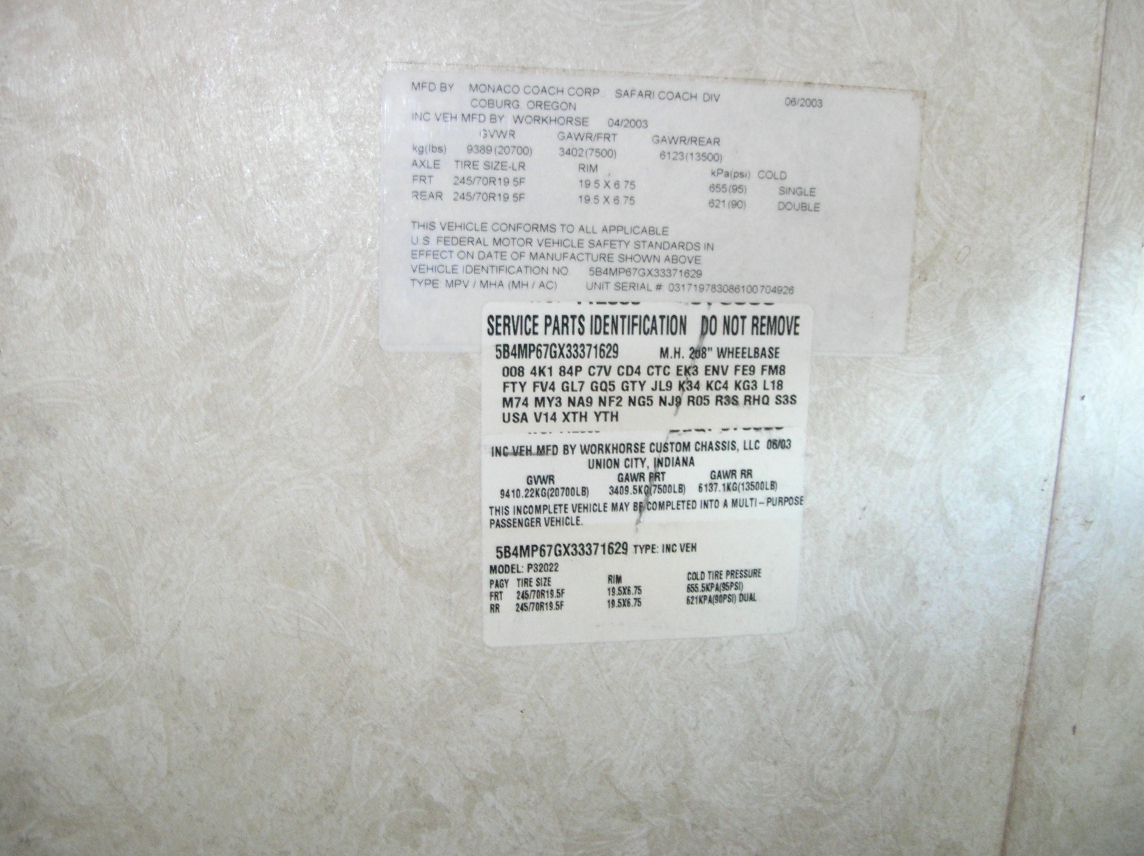 MFD BY MONACO COACH CORP. SAFARI COACH DIV 06/2003
COBURG, OREGON
INC VEH MFD BY WORKHORSE 04/2003
GVWR GAWR/FRT GAWR/REAR
kg(lbs) 9389(20700) 3402(7500) 6123(13500)
AXLE TIRE SIZE-LR RIM kPa(psi) COLD
FRT 245/70R19.5F 19.5 X 6.75 655(95) SINGLE
REAR 245/70R19.5F 19.5 X 6.75 621(90) DOUBLE
THIS VEHICLE CONFORMS TO ALL APPLICABLE
U.S. FEDERAL MOTOR VEHICLE SAFETY STANDARDS IN
EFFECT ON DATE OF MANUFACTURE SHOWN ABOVE
VEHICLE IDENTIFICATION NO. 5B4MP67GX33371629
TYPE MPV / MHA (MH / AC) UNIT SERIAL # 031719783086100704926
SERVICE PARTS IDENTIFICATION DO NOT REMOVE
5B4MP67GX33371629 M.H. 208" WHEELBASE
008 4K1 84P C7V CD4 CTC EK3 ENV FE9 FM8
FTY FV4 GL7 GQ5 GTY JL9 K34 KC4 KG3 L18
M74 MY3 NA9 NF2 NG5 NJ9 R05 R3S RHQ S3S
USA V14 XTH YTH
INC VEH MFD BY WORKHORSE CUSTOM CHASSIS, LLC 06/03
UNION CITY, INDIANA
GVWR GAWR FRT GAWR RR
9410.22KG(20700LB) 3409.5KG(7500LB) 6137.1KG(13500LB)
THIS INCOMPLETE VEHICLE MAY BE COMPLETED INTO A MULTI-PURPOSE
PASSENGER VEHICLE.
5B4MP67GX33371629 TYPE: INC VEH
MODEL: P32022
PAGY TIRE SIZE RIM COLD TIRE PRESSURE
FRT 245/70R19.5F 19.5X6.75 655.5KPA(95PSI)
RR 245/70R19.5F 19.5X6.75 621KPA(90PSI) DUAL